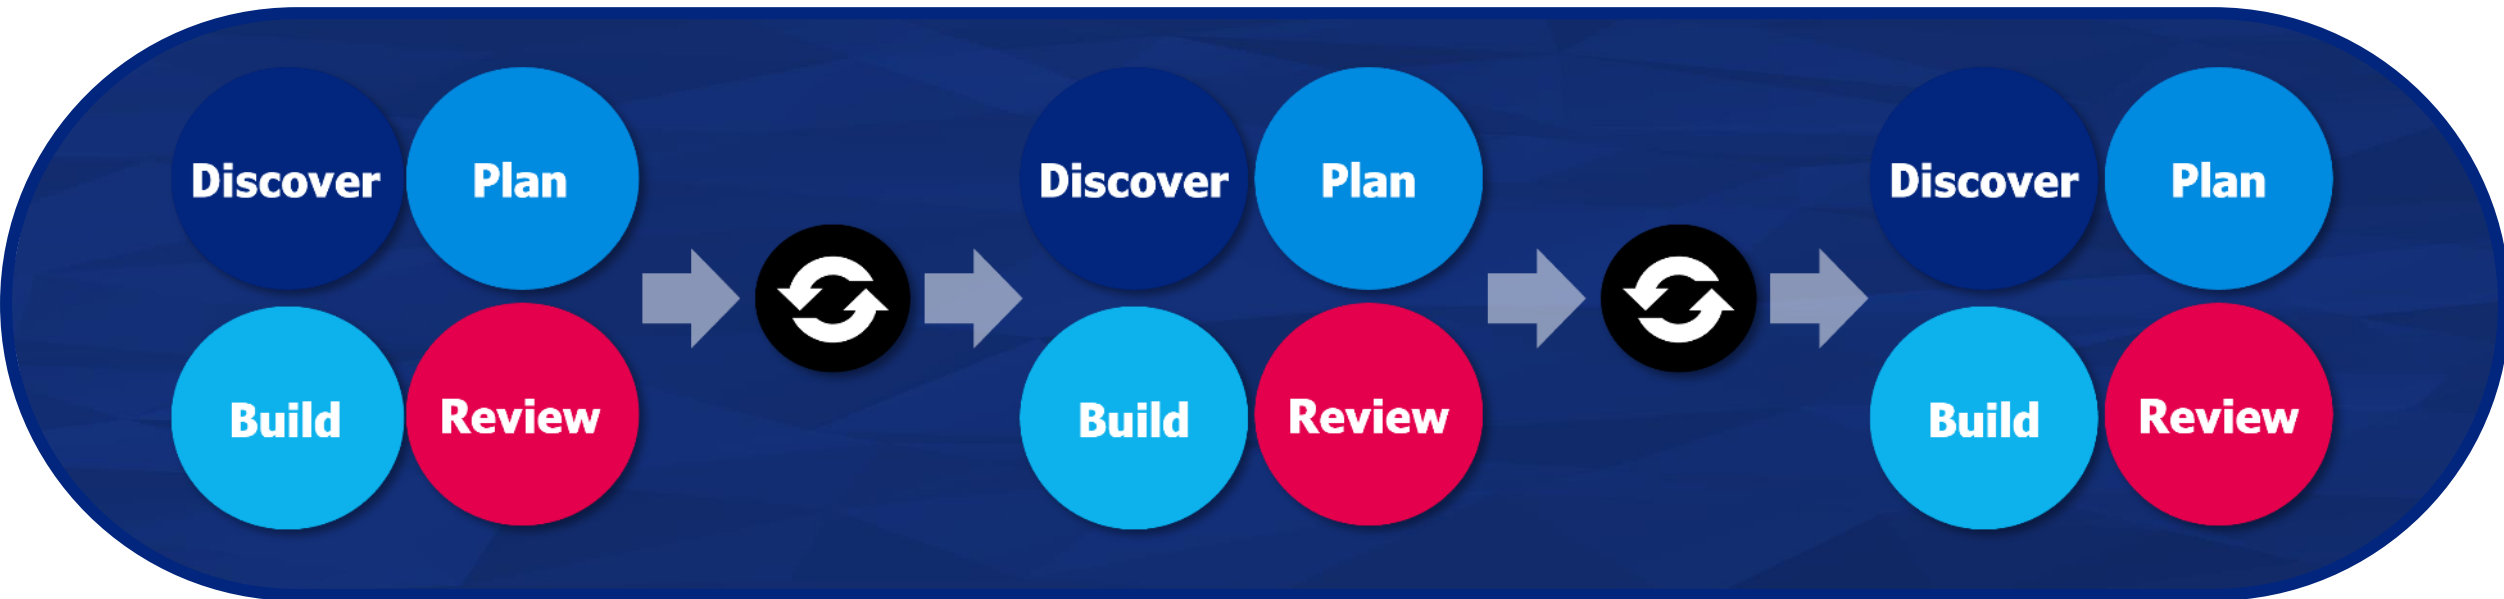 Discover
Plan
Build
Review
Discover
Plan
Build
Review
Discover
Plan
Build
Review